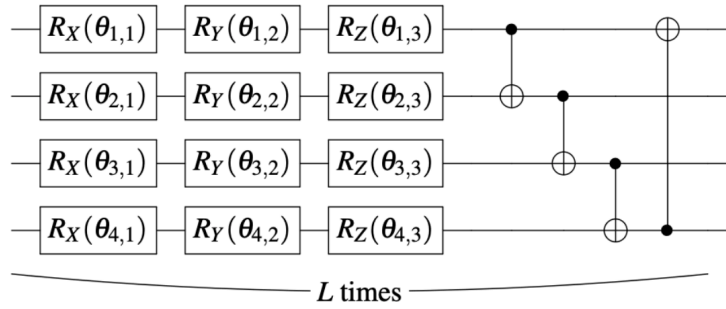 R_X(θ_{1,1}) R_Y(θ_{1,2}) R_Z(θ_{1,3})
R_X(θ_{2,1}) R_Y(θ_{2,2}) R_Z(θ_{2,3})
R_X(θ_{3,1}) R_Y(θ_{3,2}) R_Z(θ_{3,3})
R_X(θ_{4,1}) R_Y(θ_{4,2}) R_Z(θ_{4,3})
L times